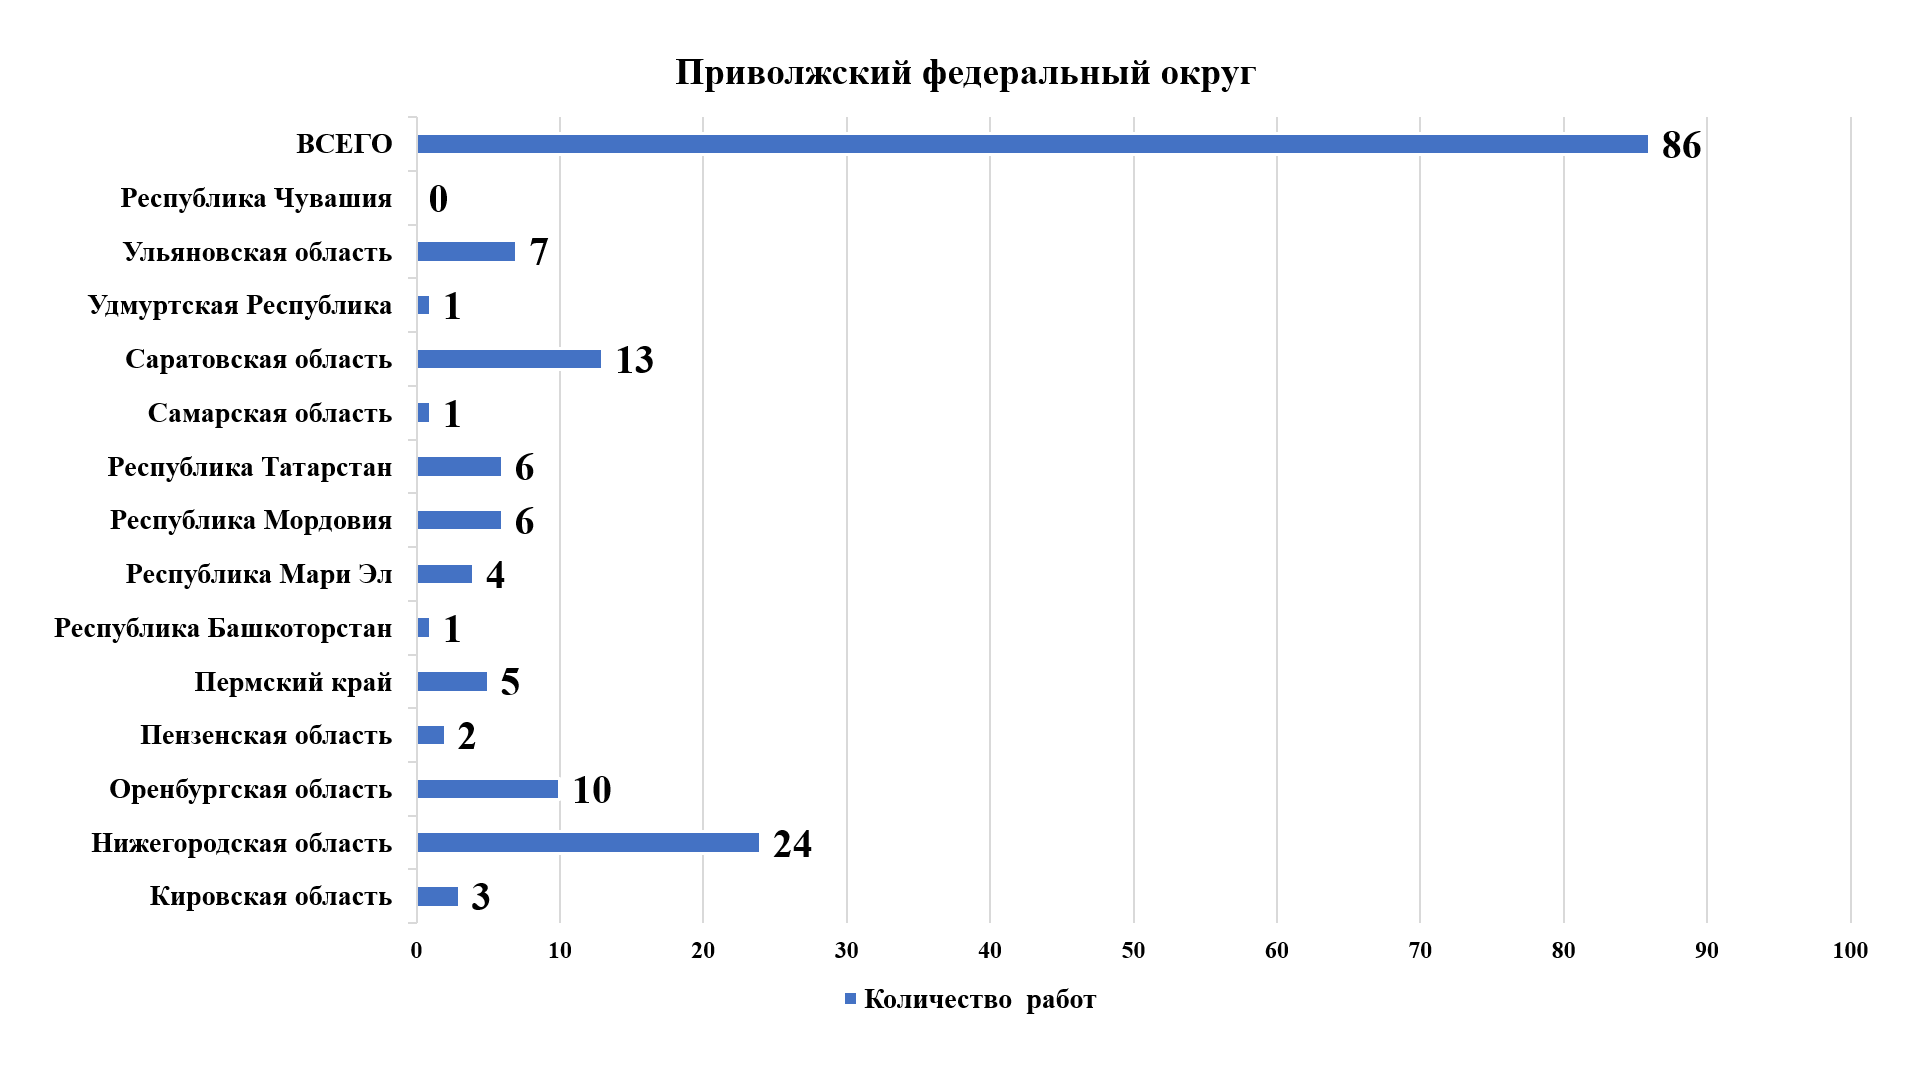 Приволжский федеральный округ
ВСЕГО 86
Республика Чувашия 0
Ульяновская область 7
Удмуртская Республика 1
Саратовская область 13
Самарская область 1
Республика Татарстан 6
Республика Мордовия 6
Республика Мари Эл 4
Республика Башкоторстан 1
Пермский край 5
Пензенская область 2
Оренбургская область 10
Нижегородская область 24
Кировская область 3
0 10 20 30 40 50 60 70 80 90 100
Количество работ